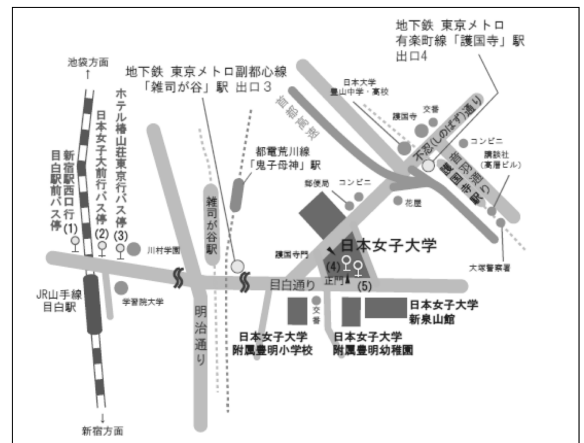 池袋方面
↑
地下鉄 東京メトロ副都心線
「雑司が谷」駅 出口3
地下鉄 東京メトロ
有楽町線「護国寺」駅
出口4
日本大学
豊山中学・高校
首都高速
護国寺
交番
不忍(しのばず)通り
コンビニ
講談社
(高層ビル)
音羽通り
護国寺駅
大塚警察署
花屋
郵便局
コンビニ
都電荒川線
「鬼子母神」駅
雑司が谷駅
ホテル椿山荘東京行バス停
日本女子大前行バス停
新宿駅西口行
目白駅前バス停
(1)
(2)
(3)
川村学園
学習院大学
JR山手線
目白駅
護国寺門
日本女子大学
(4)
(5)
正門
目白通り
明治通り
交番
日本女子大学
附属豊明小学校
日本女子大学
附属豊明幼稚園
日本女子大学
新泉山館
↓
新宿方面